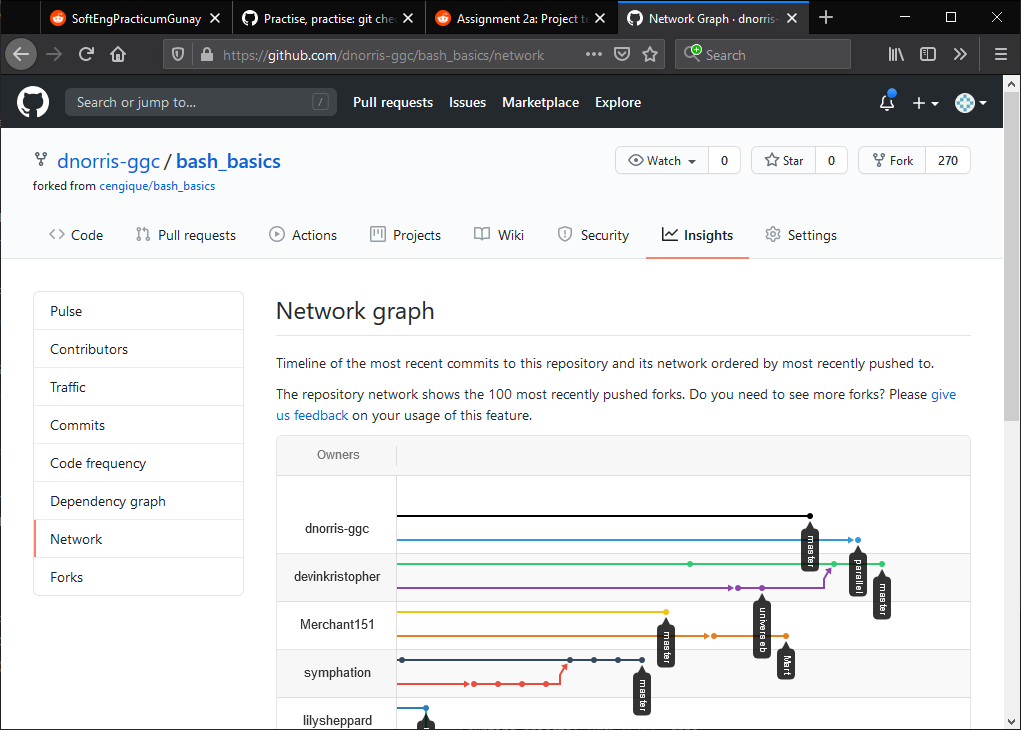 SoftEngPracticumGunay
Practise, practise: git che
Assignment 2a: Project te
Network Graph · dnorris-
https://github.com/dnorris-ggc/bash_basics/network
Search
Search or jump to...
/
Pull requests
Issues
Marketplace
Explore
dnorris-ggc / bash_basics
forked from cengique/bash_basics
Watch
0
Star
0
Fork
270
Code
Pull requests
Actions
Projects
Wiki
Security
Insights
Settings
Pulse
Contributors
Traffic
Commits
Code frequency
Dependency graph
Network
Forks
Network graph
Timeline of the most recent commits to this repository and its network ordered by most recently pushed to.
The repository network shows the 100 most recently pushed forks. Do you need to see more forks? Please give
us feedback on your usage of this feature.
Owners
dnorris-ggc
master
parallel
devinkristopher
master
universeb
Merchant151
master
Mart
symphation
master
lilysheppard